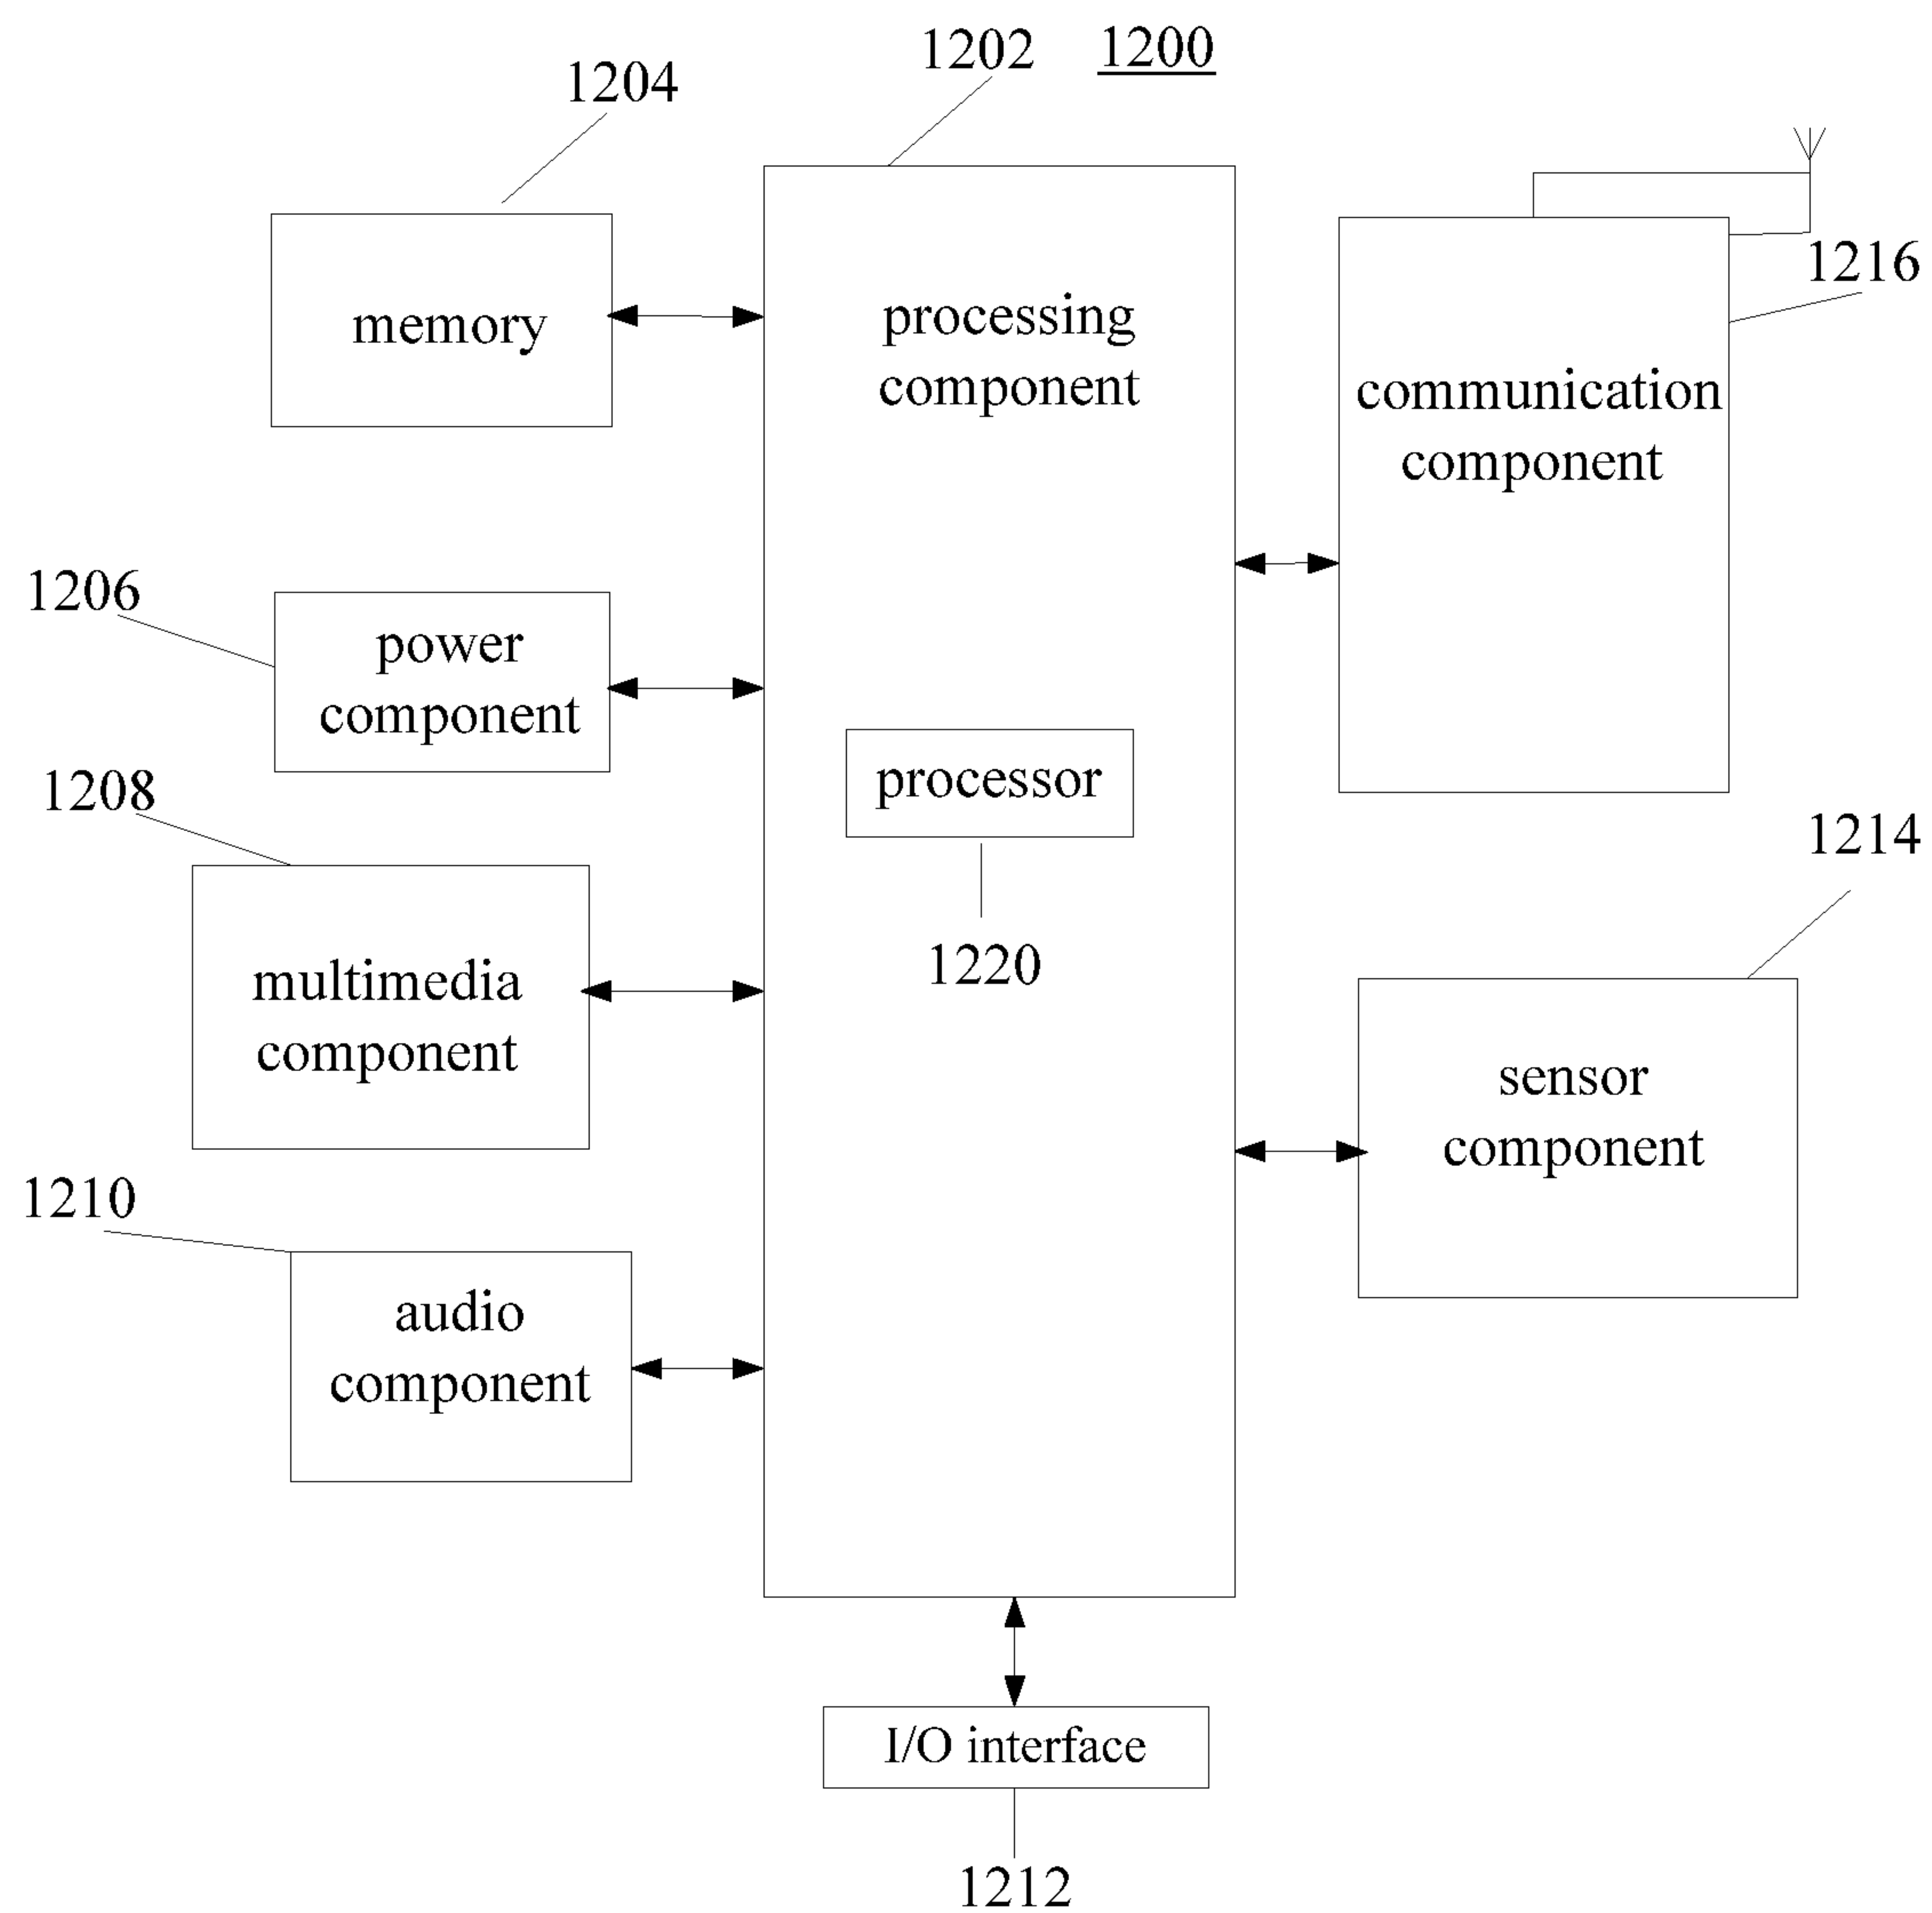 1202
1200
1204
1216
memory
processing
component
communication
component
1206
power
component
processor
1208
1214
1220
multimedia
component
sensor
component
1210
audio
component
I/O interface
1212